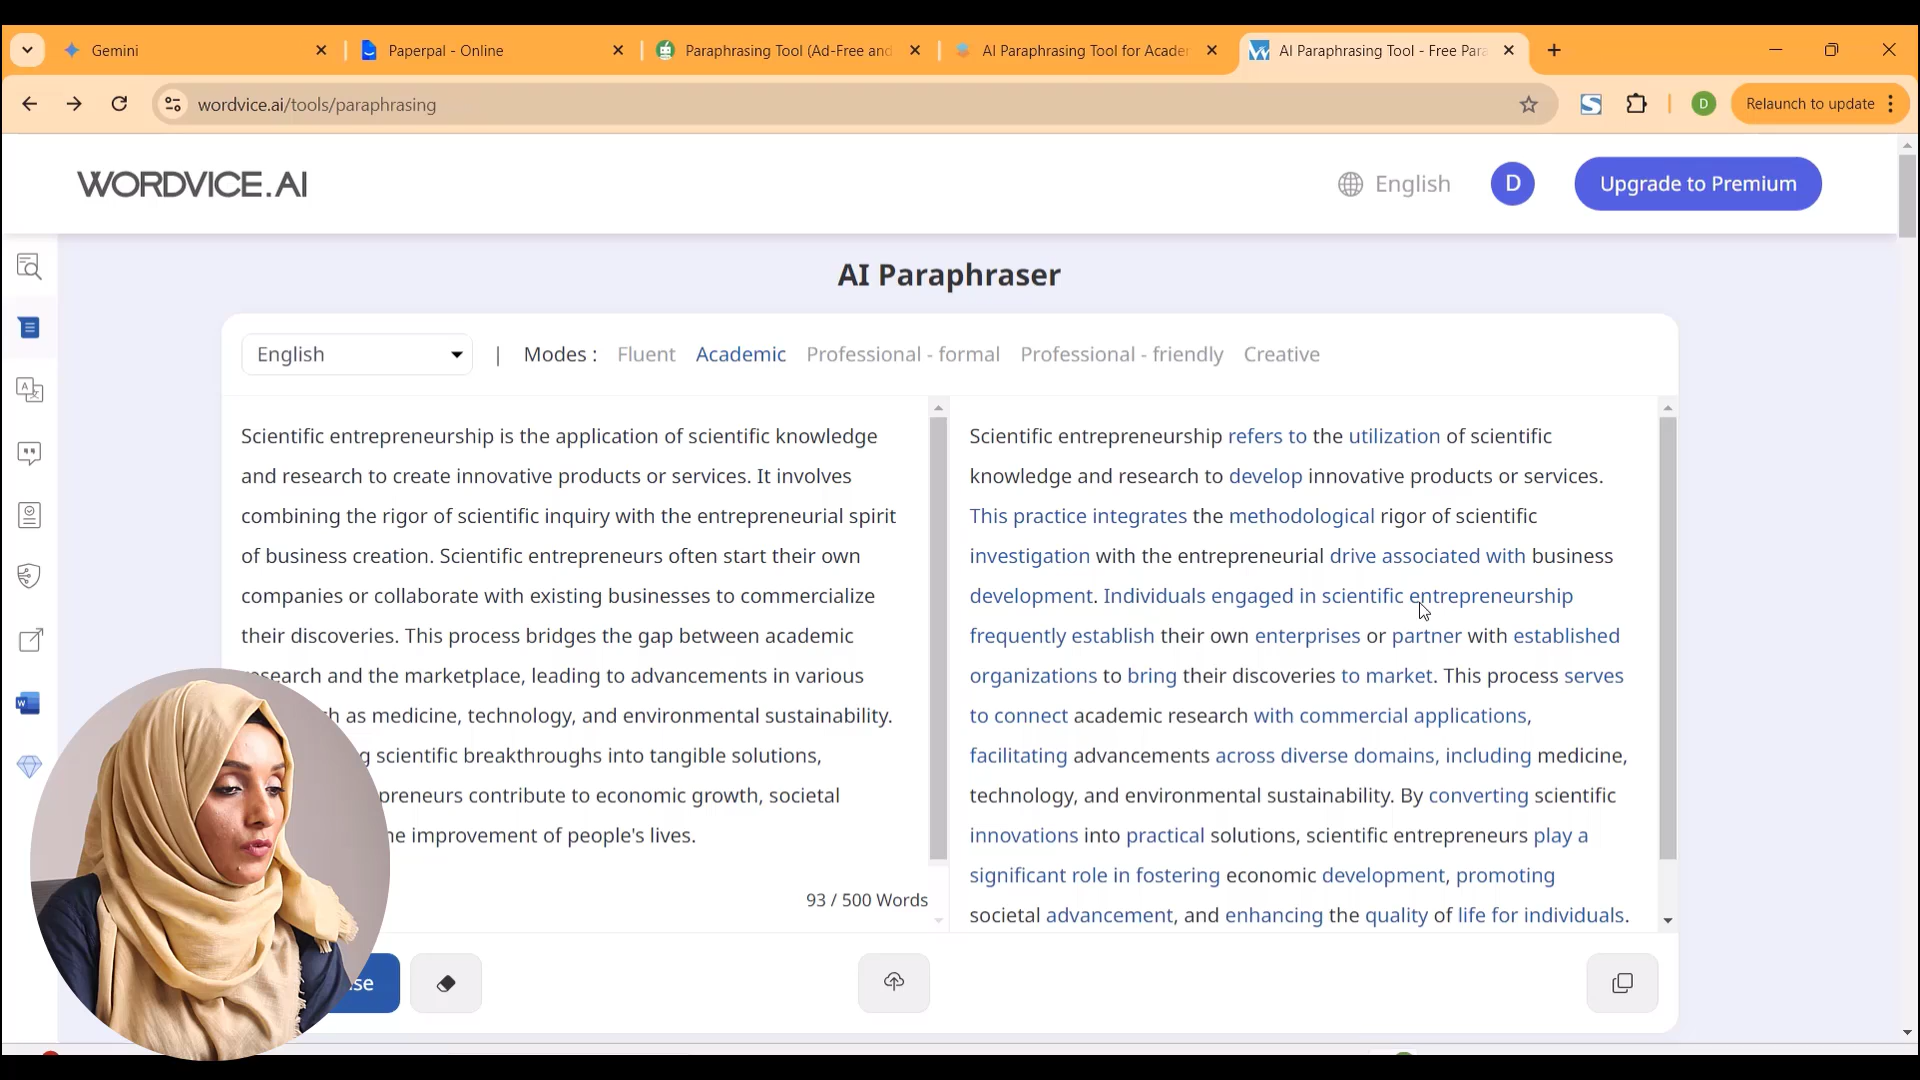 Gemini
Paperpal - Online
Paraphrasing Tool (Ad-Free and
AI Paraphrasing Tool for Acader
AI Paraphrasing Tool - Free Para
wordvice.ai/tools/paraphrasing
D
Relaunch to update
WORDVICE.AI
English
D
Upgrade to Premium
AI Paraphraser
English
| Modes : Fluent Academic Professional - formal Professional - friendly Creative
Scientific entrepreneurship is the application of scientific knowledge
and research to create innovative products or services. It involves
combining the rigor of scientific inquiry with the entrepreneurial spirit
of business creation. Scientific entrepreneurs often start their own
companies or collaborate with existing businesses to commercialize
their discoveries. This process bridges the gap between academic
research and the marketplace, leading to advancements in various
as medicine, technology, and environmental sustainability.
scientific breakthroughs into tangible solutions,
preneurs contribute to economic growth, societal
improvement of people's lives.
93 / 500 Words
Scientific entrepreneurship refers to the utilization of scientific
knowledge and research to develop innovative products or services.
This practice integrates the methodological rigor of scientific
investigation with the entrepreneurial drive associated with business
development. Individuals engaged in scientific entrepreneurship
frequently establish their own enterprises or partner with established
organizations to bring their discoveries to market. This process serves
to connect academic research with commercial applications,
facilitating advancements across diverse domains, including medicine,
technology, and environmental sustainability. By converting scientific
innovations into practical solutions, scientific entrepreneurs play a
significant role in fostering economic development, promoting
societal advancement, and enhancing the quality of life for individuals.